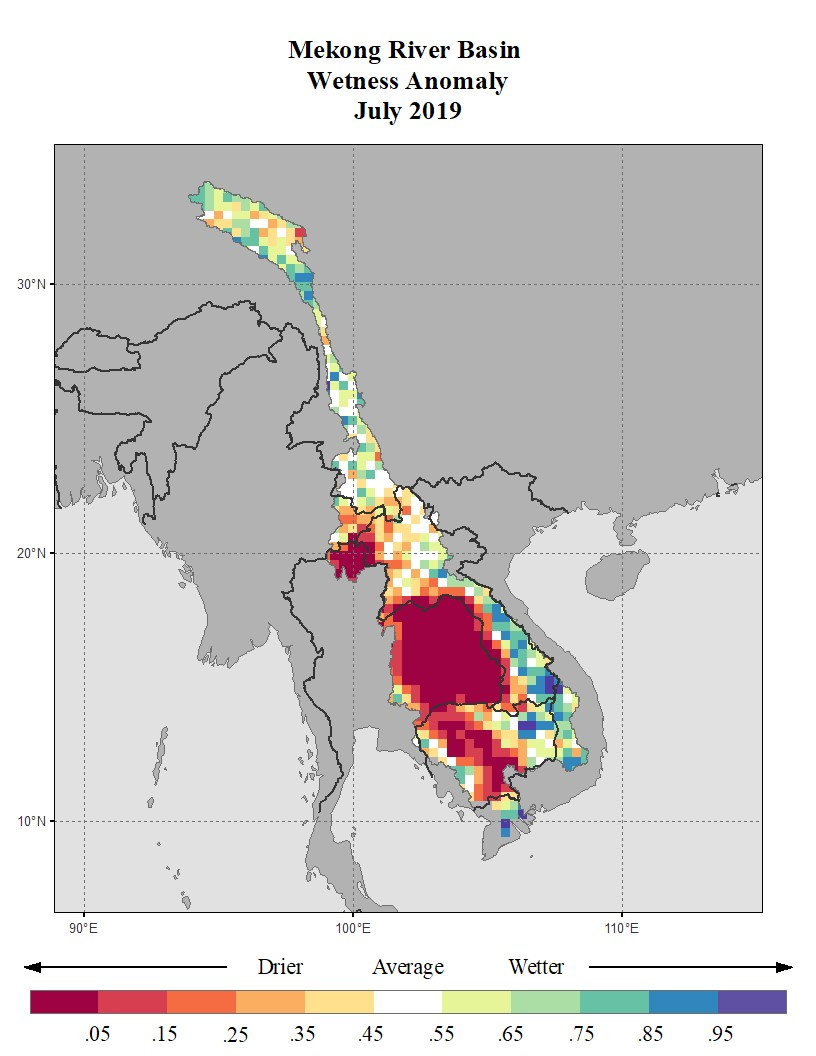 Mekong River Basin
Wetness Anomaly
July 2019
30°N
20°N
10°N
90°E 100°E 110°E
Drier Average Wetter
.05 .15 .25 .35 .45 .55 .65 .75 .85 .95